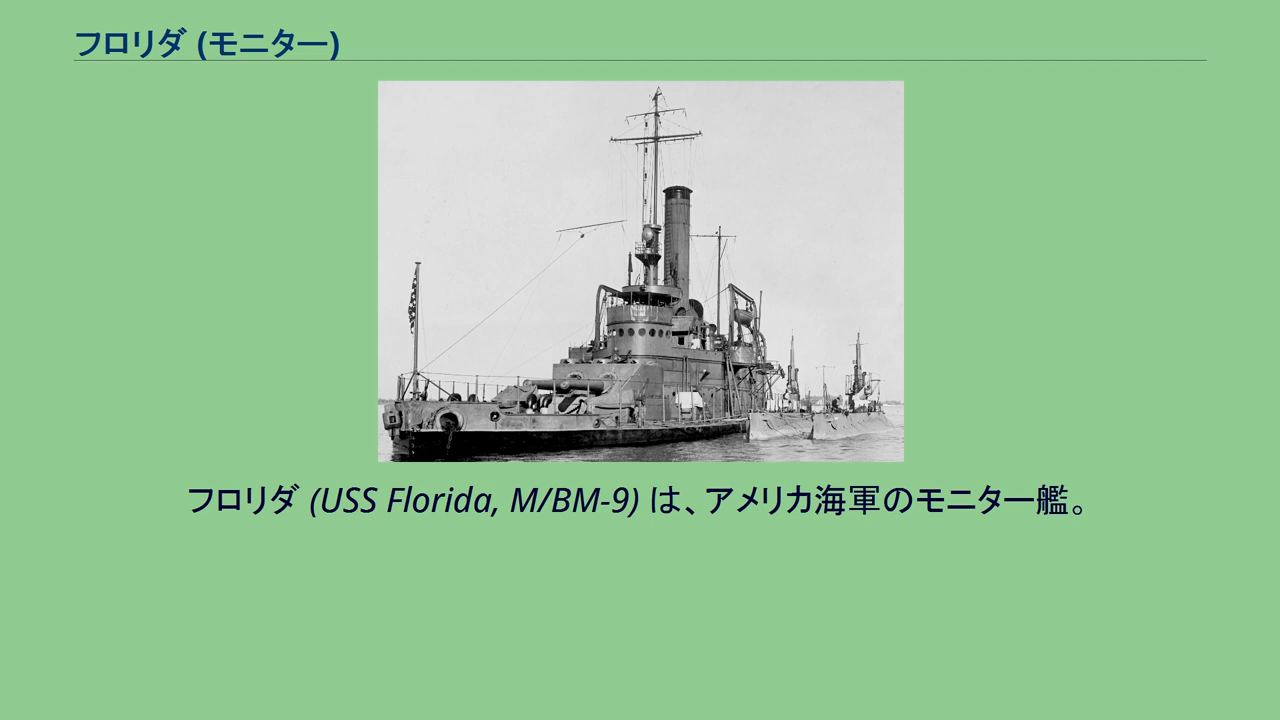 フロリダ (モニター)
フロリダ (USS Florida, M/BM-9) は、アメリカ海軍のモニター艦。